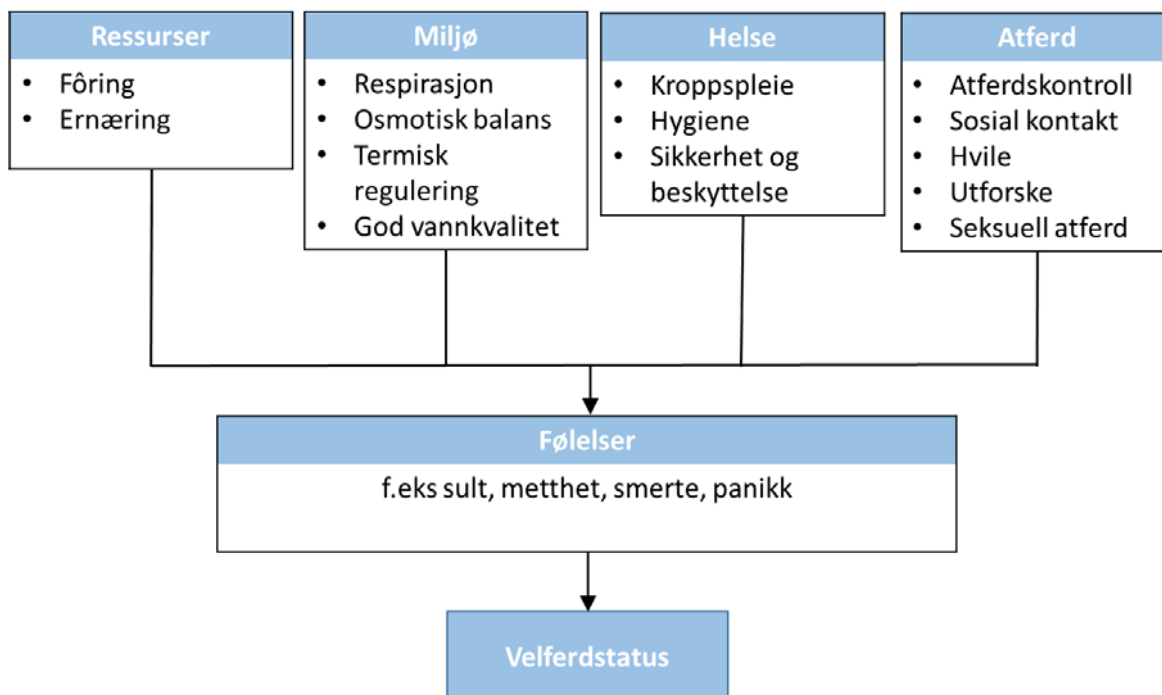 Ressurser
• Fôring
• Ernæring
Miljø
• Respirasjon
• Osmotisk balans
• Termisk
regulering
• God vannkvalitet
Helse
• Kroppspleie
• Hygiene
• Sikkerhet og
beskyttelse
Atferd
• Atferdskontroll
• Sosial kontakt
• Hvile
• Utforske
• Seksuell atferd
Følelser
f.eks sult, metthet, smerte, panikk
Velferdstatus